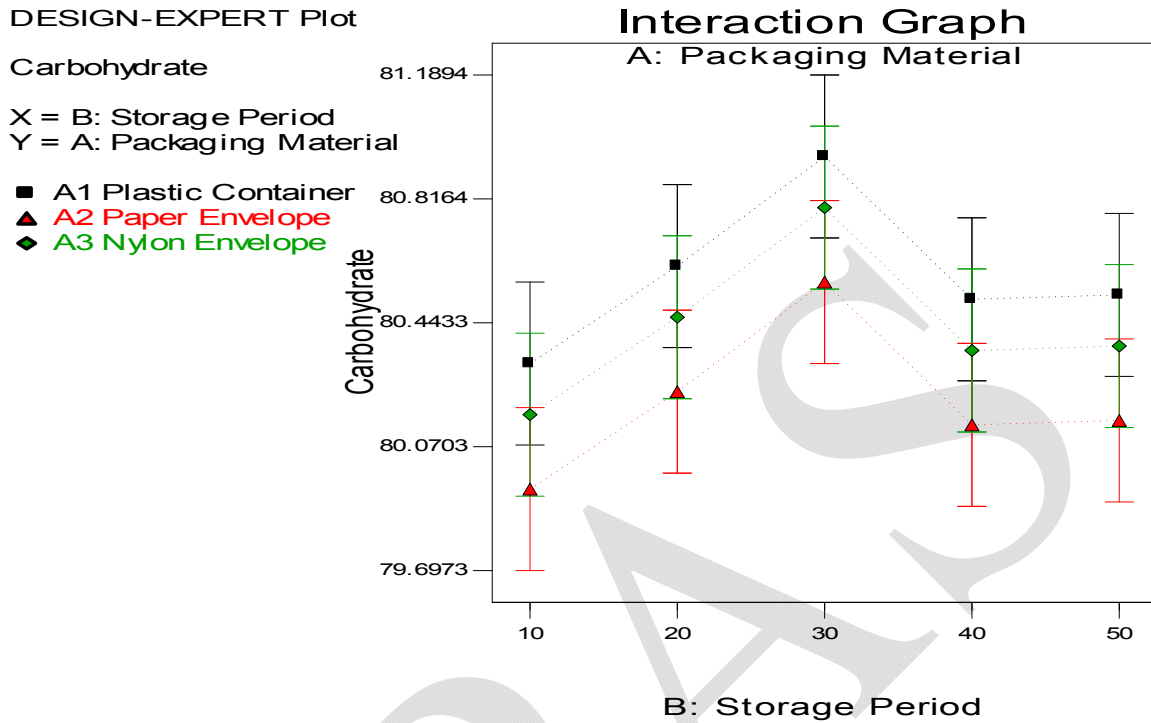 DESIGN-EXPERT Plot
Carbohydrate
X = B: Storage Period
Y = A: Packaging Material
A1 Plastic Container
A2 Paper Envelope
A3 Nylon Envelope
Interaction Graph
A: Packaging Material
Carbohydrate
81.1894
80.8164
80.4433
80.0703
79.6973
10 20 30 40 50
B: Storage Period